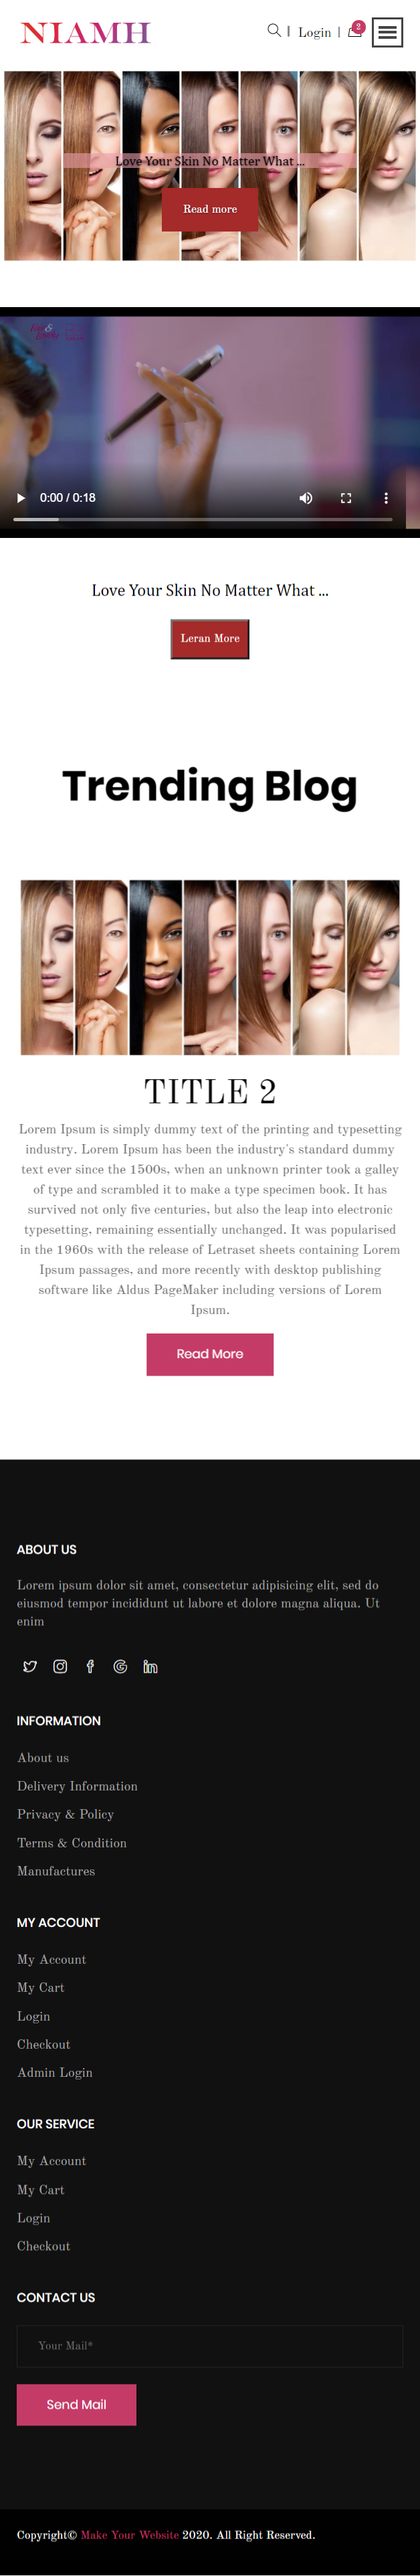 NIAMH
| Login | 2
Love Your Skin No Matter What ...
Read more
0:00 / 0:18
Love Your Skin No Matter What ...
Leran More
Trending Blog
TITLE 2
Lorem Ipsum is simply dummy text of the printing and typesetting
industry. Lorem Ipsum has been the industry's standard dummy
text ever since the 1500s, when an unknown printer took a galley
of type and scrambled it to make a type specimen book. It has
survived not only five centuries, but also the leap into electronic
typesetting, remaining essentially unchanged. It was popularised
in the 1960s with the release of Letraset sheets containing Lorem
Ipsum passages, and more recently with desktop publishing
software like Aldus PageMaker including versions of Lorem
Ipsum.
Read More
ABOUT US
Lorem ipsum dolor sit amet, consectetur adipisicing elit, sed do
eiusmod tempor incididunt ut labore et dolore magna aliqua. Ut
enim
INFORMATION
About us
Delivery Information
Privacy & Policy
Terms & Condition
Manufactures
MY ACCOUNT
My Account
My Cart
Login
Checkout
Admin Login
OUR SERVICE
My Account
My Cart
Login
Checkout
CONTACT US
Your Mail*
Send Mail
Copyright© Make Your Website 2020. All Right Reserved.